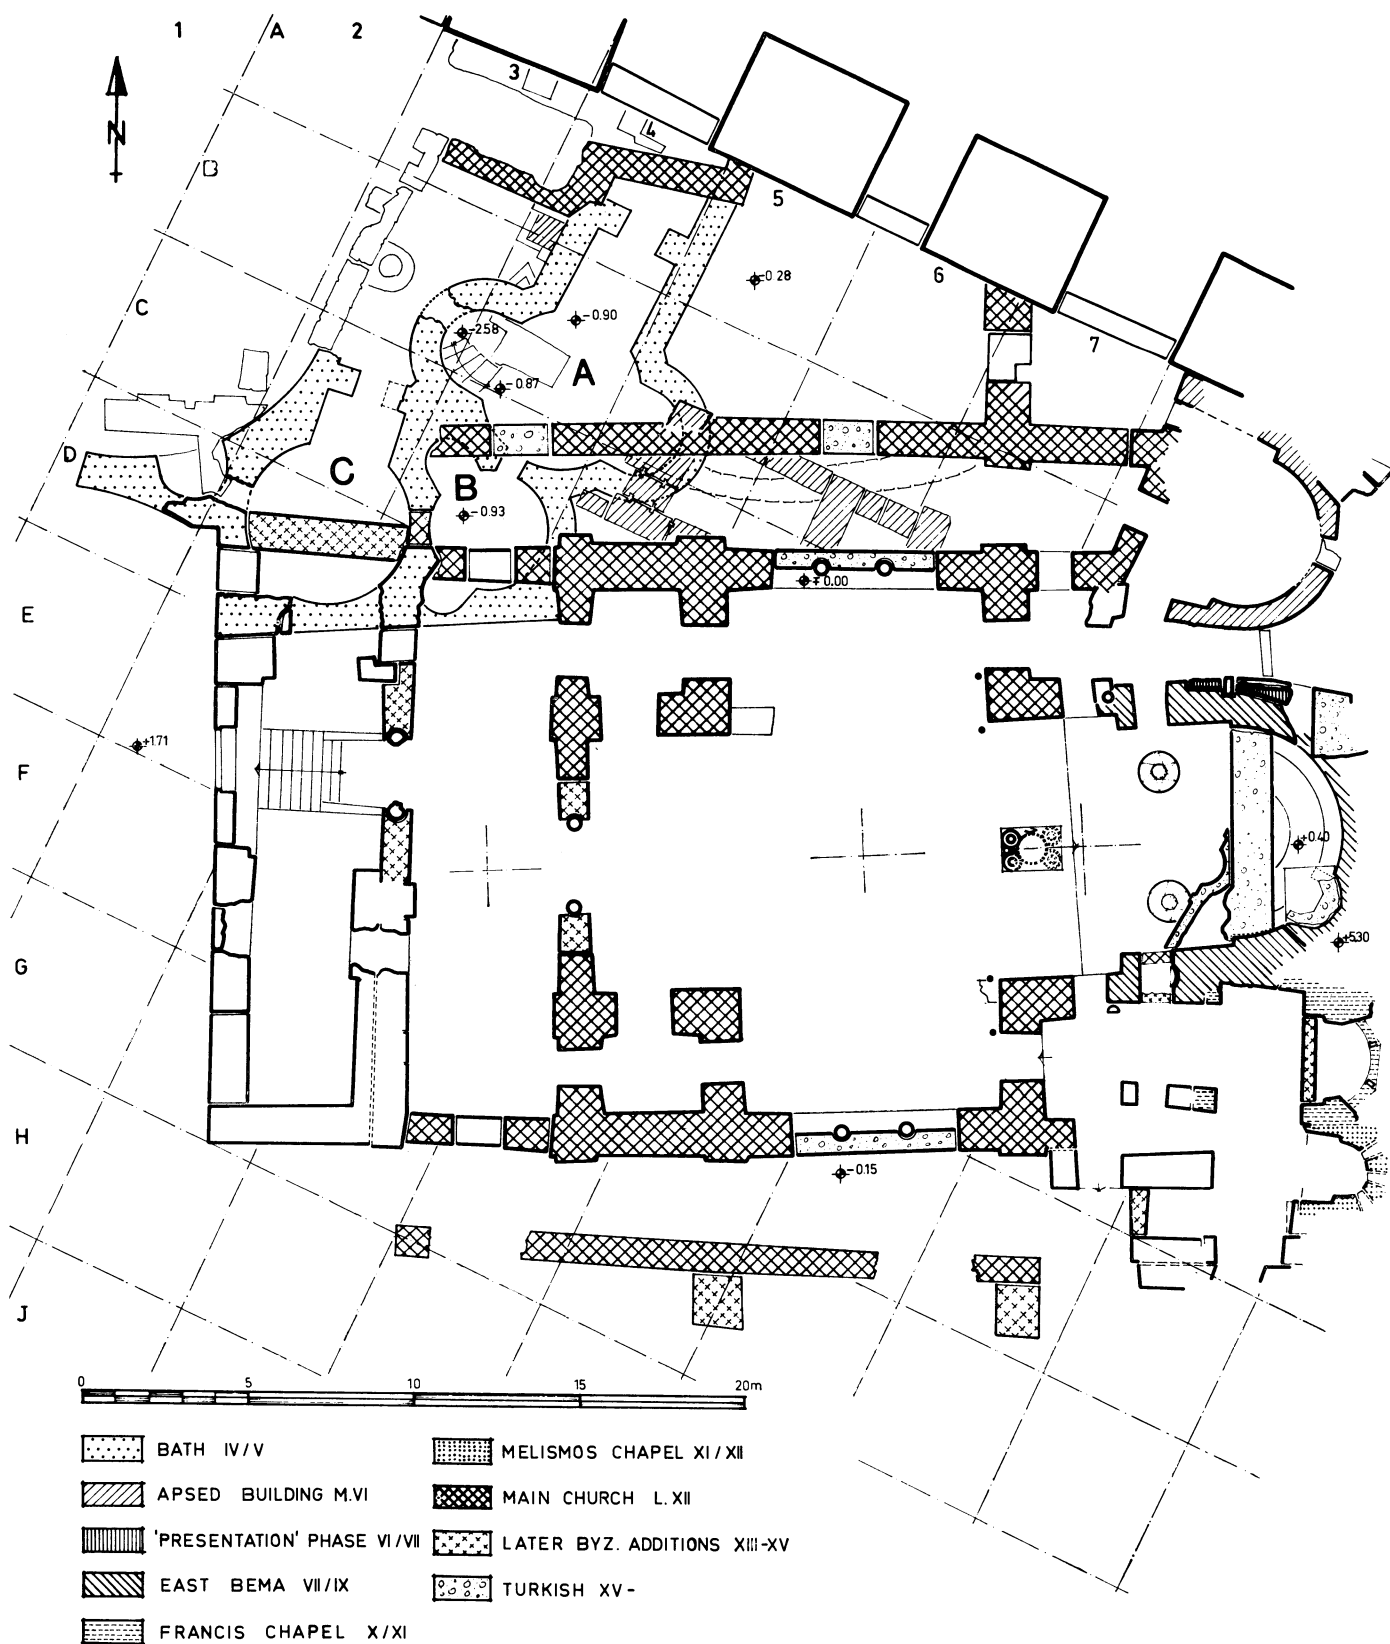 1 A 2
3
4
N
B
5
-0.28
6
C
-0.90
7
-258
-0.87
A
D
C
B
-0.93
∓0.00
E
+1.71
F
+0.40
+5.30
G
H
-0.15
J
0 5 10 15 20m
BATH IV/V
APSED BUILDING M.VI
'PRESENTATION' PHASE VI/VII
EAST BEMA VII/IX
FRANCIS CHAPEL X/XI
MELISMOS CHAPEL XI/XII
MAIN CHURCH L.XII
LATER BYZ. ADDITIONS XIII-XV
TURKISH XV-